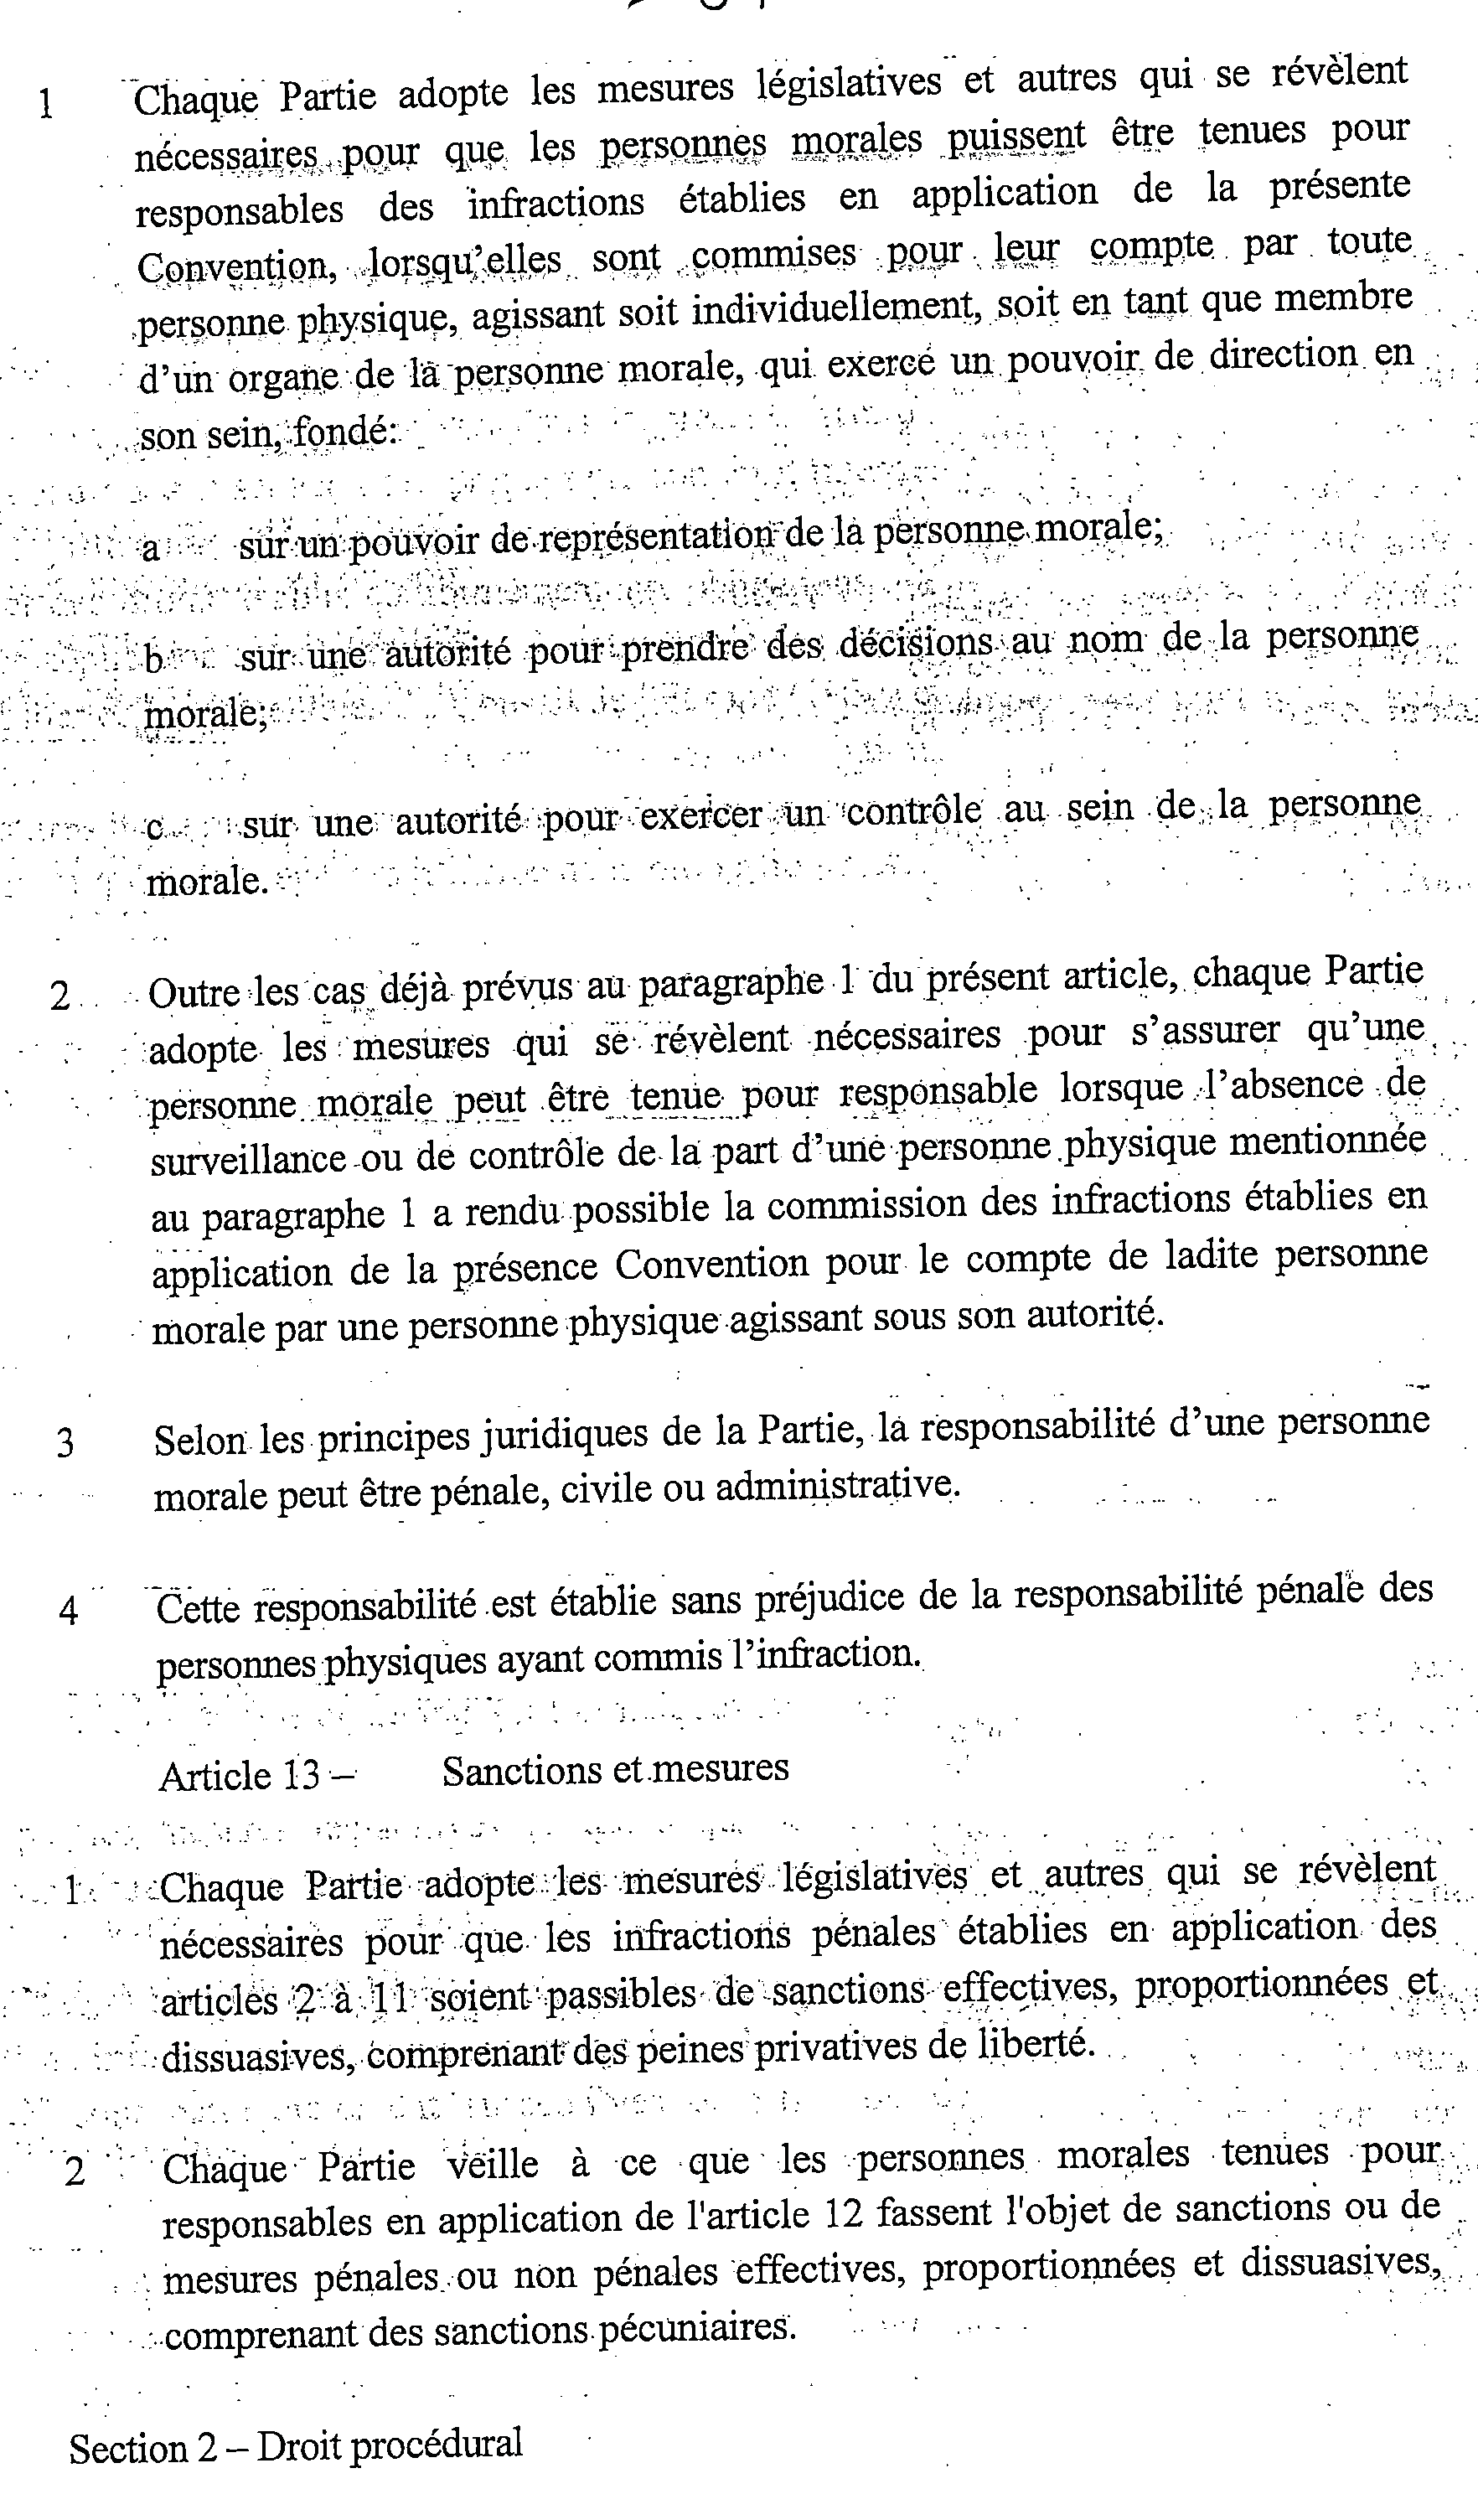 1 Chaque Partie adopte les mesures législatives et autres qui se révèlent
nécessaires pour que les personnes morales puissent être tenues pour
responsables des infractions établies en application de la présente
Convention, lorsqu’elles sont commises pour leur compte par toute
personne physique, agissant soit individuellement, soit en tant que membre
d’un organe de la personne morale, qui exerce un pouvoir de direction en
son sein, fondé:
a sur un pouvoir de représentation de la personne morale;
b sur une autorité pour prendre des décisions au nom de la personne
morale;
c sur une autorité pour exercer un contrôle au sein de la personne
morale.
2 Outre les cas déjà prévus au paragraphe 1 du présent article, chaque Partie
adopte les mesures qui se révèlent nécessaires pour s’assurer qu’une
personne morale peut être tenue pour responsable lorsque l’absence de
surveillance ou de contrôle de la part d’une personne physique mentionnée
au paragraphe 1 a rendu possible la commission des infractions établies en
application de la présence Convention pour le compte de ladite personne
morale par une personne physique agissant sous son autorité.
3 Selon les principes juridiques de la Partie, la responsabilité d’une personne
morale peut être pénale, civile ou administrative.
4 Cette responsabilité est établie sans préjudice de la responsabilité pénale des
personnes physiques ayant commis l’infraction.
Article 13 – Sanctions et mesures
1 Chaque Partie adopte les mesures législatives et autres qui se révèlent
nécessaires pour que les infractions pénales établies en application des
articles 2 à 11 soient passibles de sanctions effectives, proportionnées et
dissuasives, comprenant des peines privatives de liberté.
2 Chaque Partie veille à ce que les personnes morales tenues pour
responsables en application de l'article 12 fassent l'objet de sanctions ou de
mesures pénales ou non pénales effectives, proportionnées et dissuasives,
comprenant des sanctions pécuniaires.
Section 2 – Droit procédural